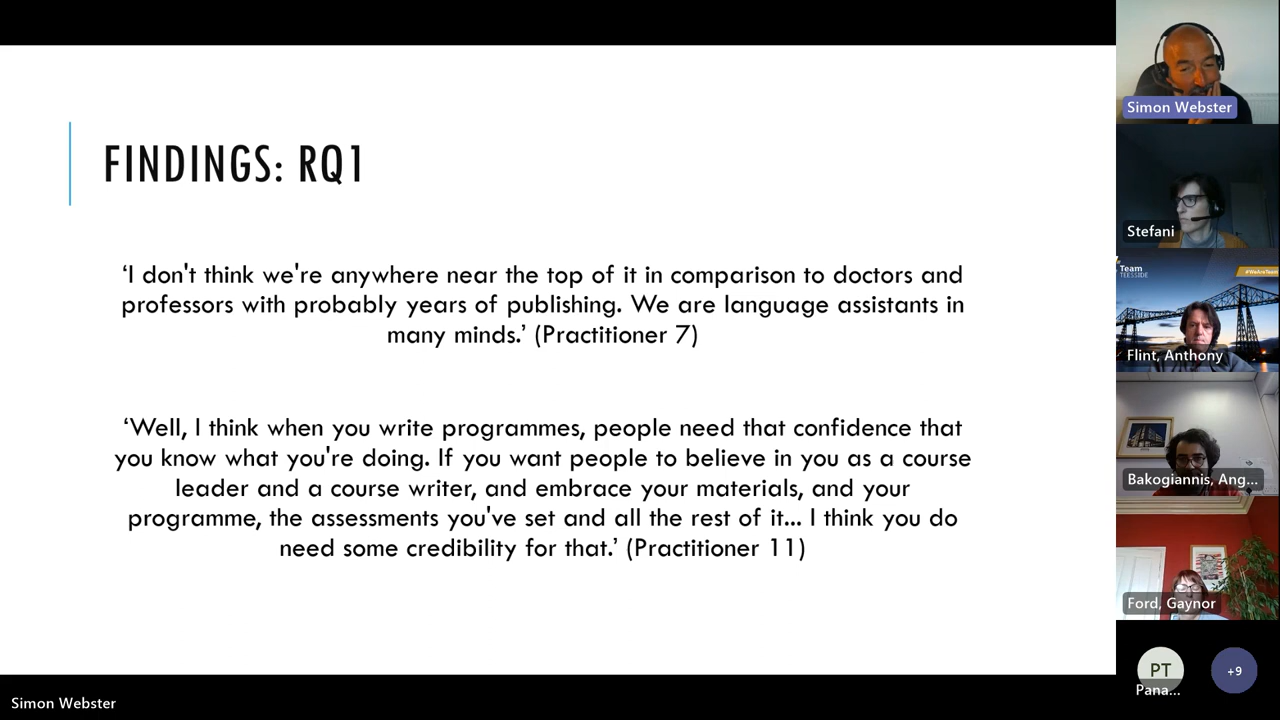 FINDINGS: RQ1
‘I don't think we're anywhere near the top of it in comparison to doctors and
professors with probably years of publishing. We are language assistants in
many minds.’ (Practitioner 7)
‘Well, I think when you write programmes, people need that confidence that
you know what you're doing. If you want people to believe in you as a course
leader and a course writer, and embrace your materials, and your
programme, the assessments you've set and all the rest of it... I think you do
need some credibility for that.’ (Practitioner 11)
Simon Webster
Simon Webster
Stefani
Team
TEESSIDE
#WeAreTeam
Flint, Anthony
Bakogiannis, Ang...
Ford, Gaynor
PT
Pana...
+9